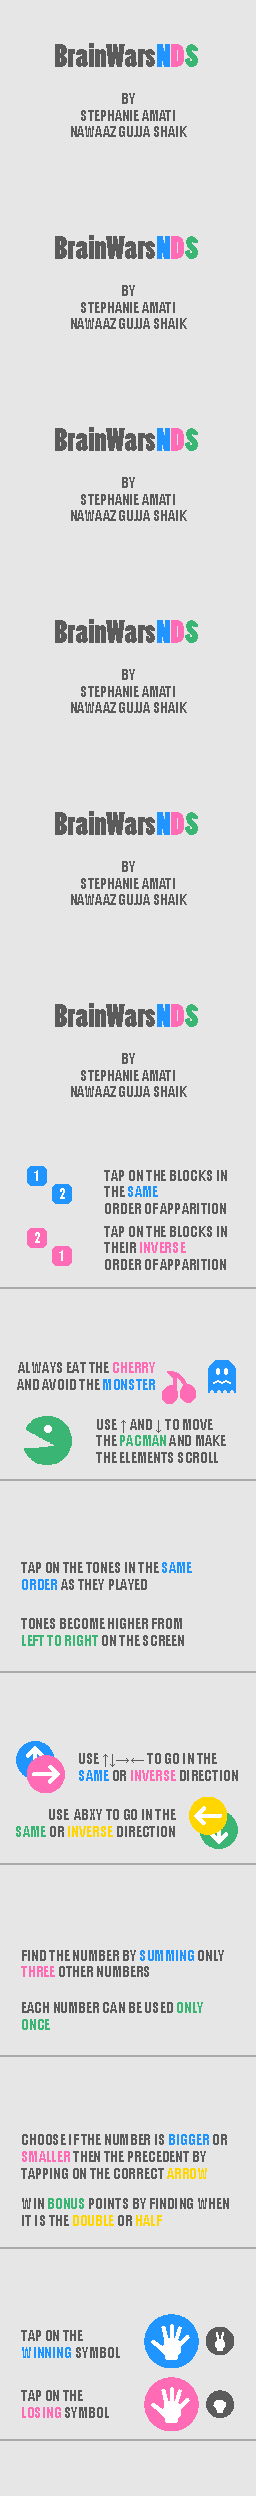 BrainWarsNDS
BY
STEPHANIE AMATI
NAWAAZ GUJJA SHAIK
BrainWarsNDS
BY
STEPHANIE AMATI
NAWAAZ GUJJA SHAIK
BrainWarsNDS
BY
STEPHANIE AMATI
NAWAAZ GUJJA SHAIK
BrainWarsNDS
BY
STEPHANIE AMATI
NAWAAZ GUJJA SHAIK
BrainWarsNDS
BY
STEPHANIE AMATI
NAWAAZ GUJJA SHAIK
BrainWarsNDS
BY
STEPHANIE AMATI
NAWAAZ GUJJA SHAIK
1
2
TAP ON THE BLOCKS IN
THE SAME
ORDER OF APPARITION
2
1
TAP ON THE BLOCKS IN
THEIR INVERSE
ORDER OF APPARITION
ALWAYS EAT THE CHERRY
AND AVOID THE MONSTER
USE ↑ AND ↓ TO MOVE
THE PACMAN AND MAKE
THE ELEMENTS SCROLL
TAP ON THE TONES IN THE SAME
ORDER AS THEY PLAYED
TONES BECOME HIGHER FROM
LEFT TO RIGHT ON THE SCREEN
USE ↑↓→← TO GO IN THE
SAME OR INVERSE DIRECTION
USE ABXY TO GO IN THE
SAME OR INVERSE DIRECTION
FIND THE NUMBER BY SUMMING ONLY
THREE OTHER NUMBERS
EACH NUMBER CAN BE USED ONLY
ONCE
CHOOSE IF THE NUMBER IS BIGGER OR
SMALLER THEN THE PRECEDENT BY
TAPPING ON THE CORRECT ARROW
WIN BONUS POINTS BY FINDING WHEN
IT IS THE DOUBLE OR HALF
TAP ON THE
WINNING SYMBOL
TAP ON THE
LOSING SYMBOL